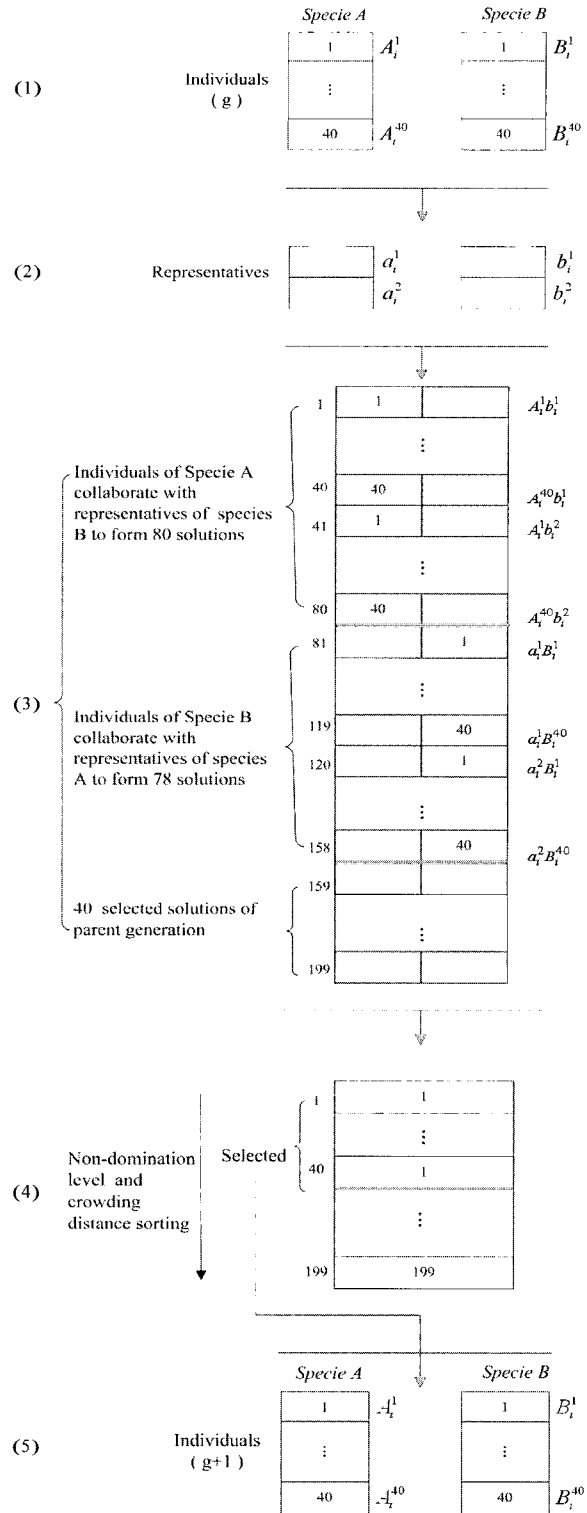 Specie A Specie B
1 A_i^1 1 B_i^1
(1) Individuals ⋮ ⋮
( g )
40 A_i^40 40 B_i^40
a_i^1 b_i^1
(2) Representatives
a_i^2 b_i^2
1 1 A_i^1 b_i^1
⋮
Individuals of Specie A
collaborate with
representatives of species
B to form 80 solutions
40 40 A_i^40 b_i^1
41 1 A_i^1 b_i^2
⋮
80 40 A_i^40 b_i^2
81 1 a_i^1 B_i^1
⋮
(3)
Individuals of Specie B
collaborate with
representatives of species
A to form 78 solutions
119 40 a_i^1 B_i^40
120 1 a_i^2 B_i^1
⋮
158 40 a_i^2 B_i^40
159
40 selected solutions of
parent generation
⋮
199
1 1
⋮
Selected
40 1
(4)
Non-domination
level and
crowding
distance sorting
⋮
199 199
Specie A Specie B
1 A_i^1 1 B_i^1
(5) Individuals ⋮ ⋮
( g+1 )
40 A_i^40 40 B_i^40